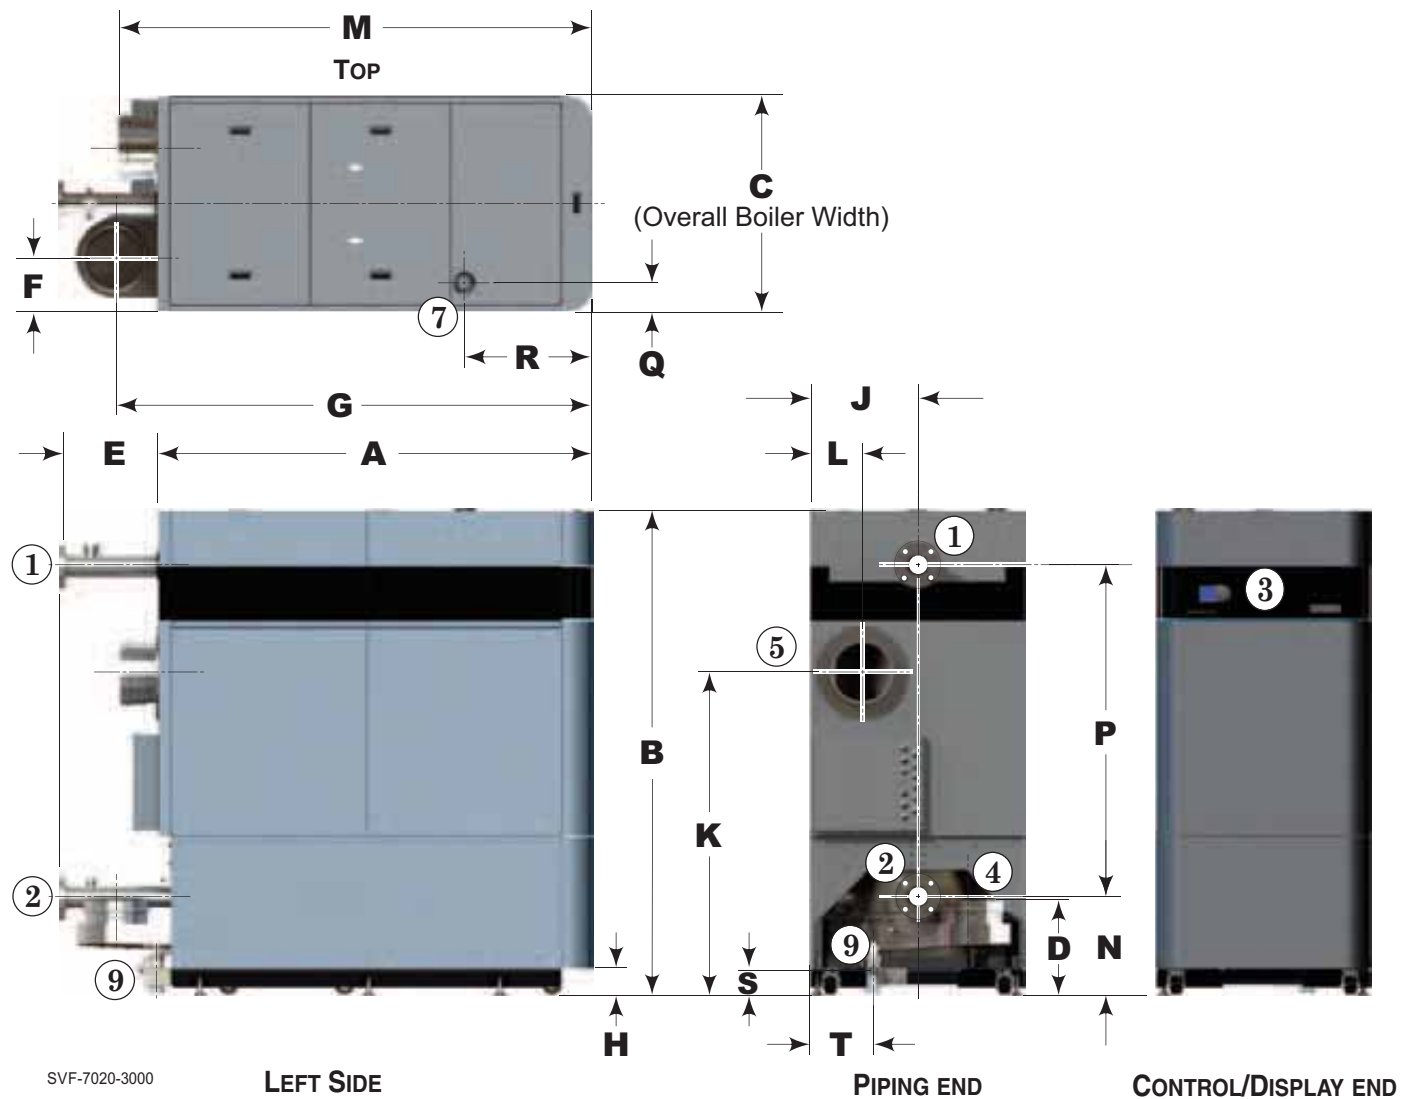 M
TOP
C
(Overall Boiler Width)
F
7
R
Q
G
J
E
A
L
1
1
3
5
B
P
K
2
2
4
9
D
N
9
S
H
T
SVF-7020-3000
LEFT SIDE
PIPING END
CONTROL/DISPLAY END